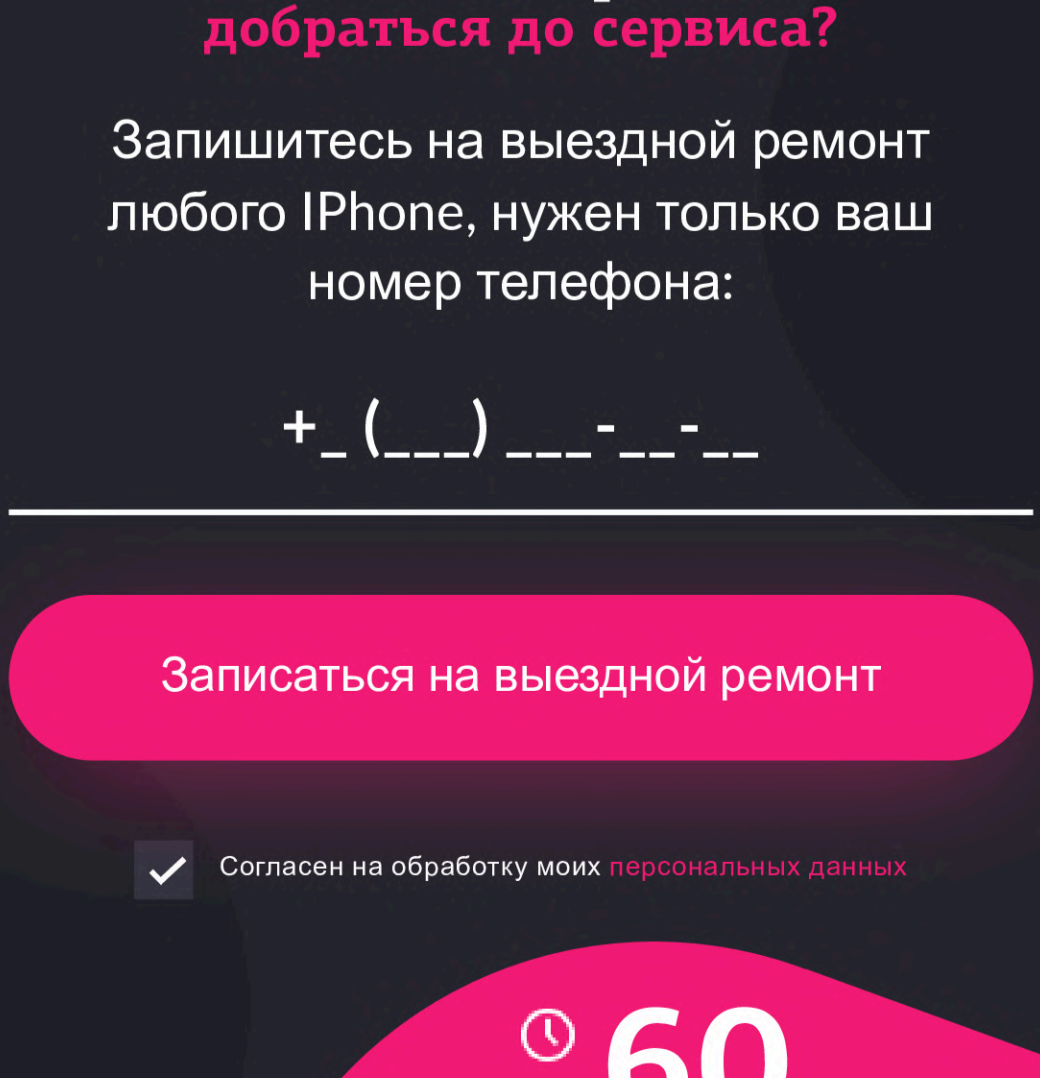 добраться до сервиса?
Запишитесь на выездной ремонт
любого IPhone, нужен только ваш
номер телефона:
+_ (___) ___-__-__
Записаться на выездной ремонт
Согласен на обработку моих персональных данных
60